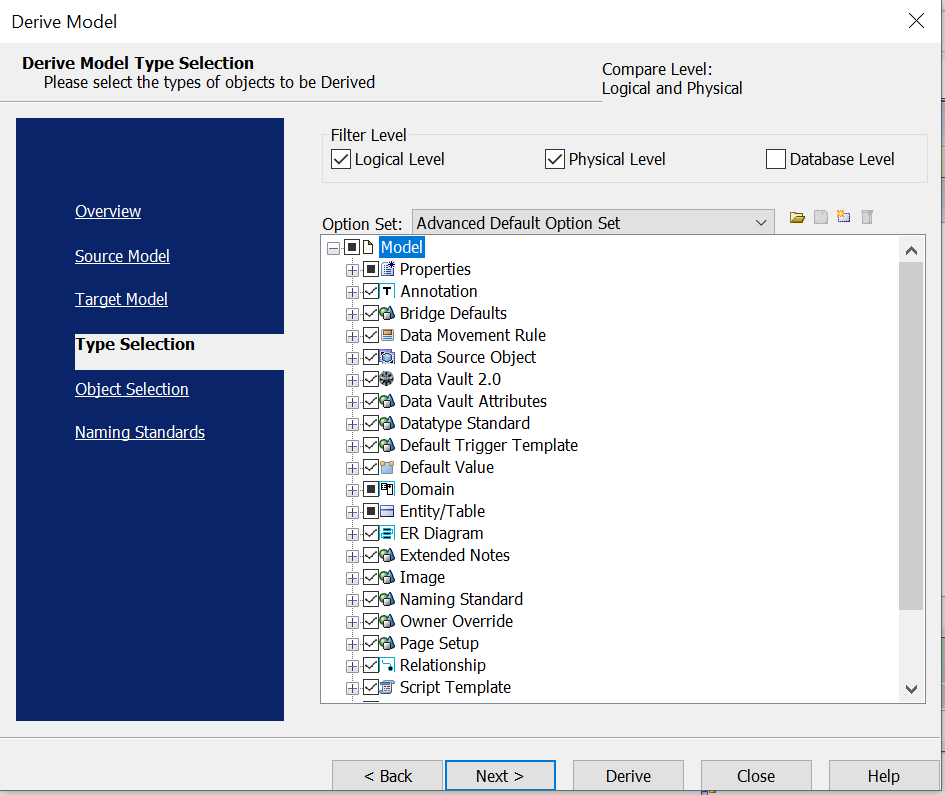 Derive Model
Derive Model Type Selection
Please select the types of objects to be Derived
Compare Level:
Logical and Physical
Overview
Source Model
Target Model
Type Selection
Object Selection
Naming Standards
Filter Level
Logical Level
Physical Level
Database Level
Option Set:
Advanced Default Option Set
Model
Properties
Annotation
Bridge Defaults
Data Movement Rule
Data Source Object
Data Vault 2.0
Data Vault Attributes
Datatype Standard
Default Trigger Template
Default Value
Domain
Entity/Table
ER Diagram
Extended Notes
Image
Naming Standard
Owner Override
Page Setup
Relationship
Script Template
< Back
Next >
Derive
Close
Help